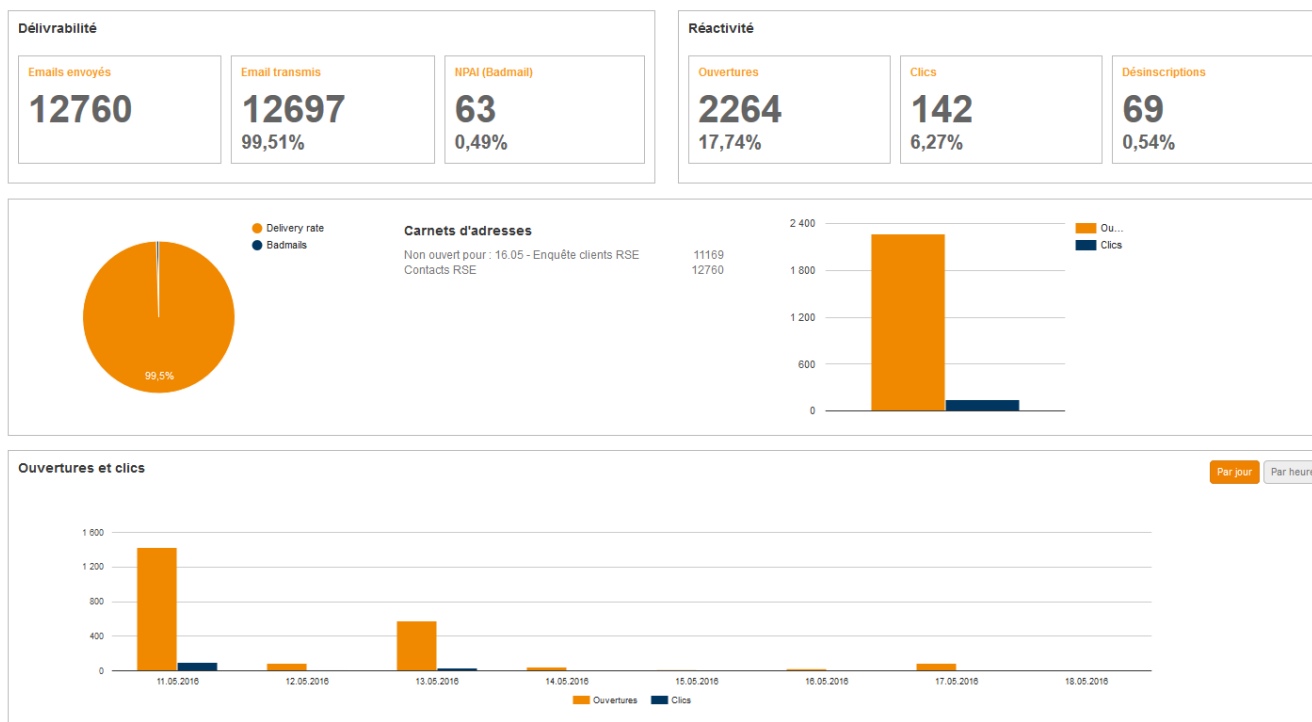 Délivrabilité
Emails envoyés
12760
Email transmis
12697
99,51%
NPAI (Badmail)
63
0,49%
Réactivité
Ouvertures
2264
17,74%
Clics
142
6,27%
Désinscriptions
69
0,54%
Delivery rate
Badmails
99,5%
Carnets d'adresses
Non ouvert pour : 16.05 - Enquête clients RSE 11169
Contacts RSE 12760
2 400
1 800
1 200
600
0
Ou...
Clics
Ouvertures et clics
Par jour
Par heure
1 600
1 200
800
400
0
11.05.2016 12.05.2016 13.05.2016 14.05.2016 15.05.2016 16.05.2016 17.05.2016 18.05.2016
Ouvertures Clics